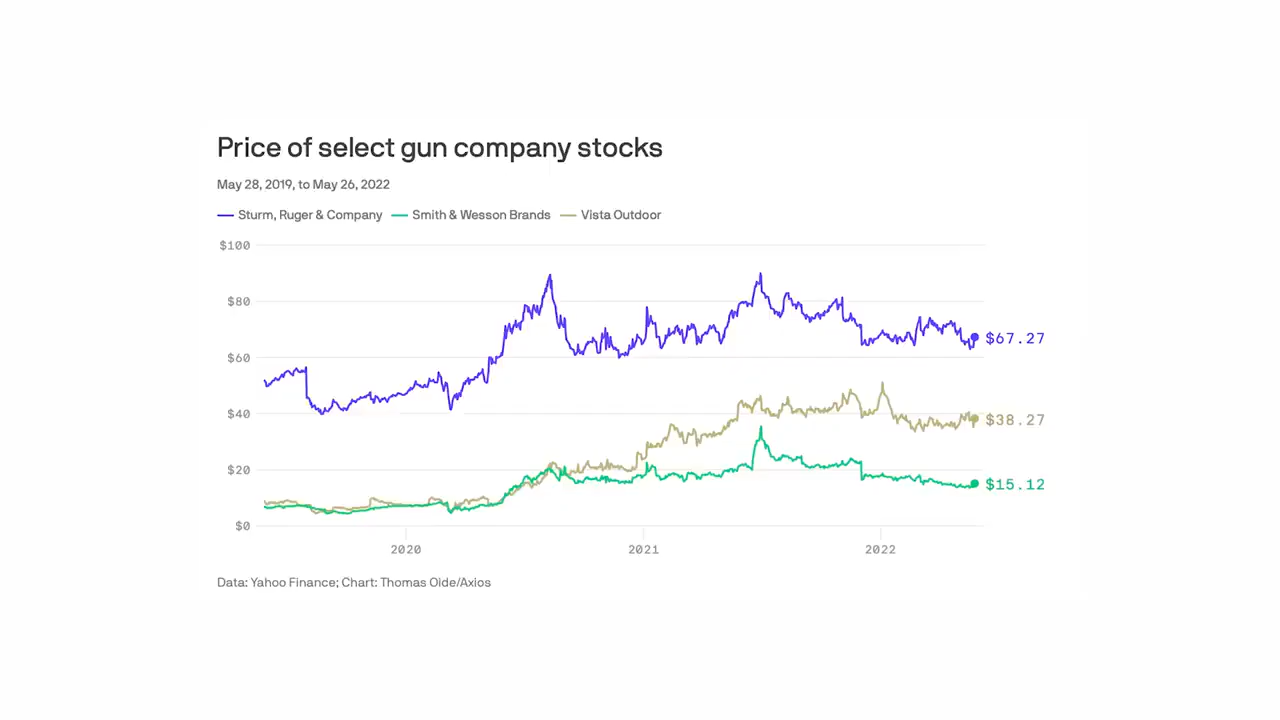 Price of select gun company stocks
May 28, 2019, to May 26, 2022
Sturm, Ruger & Company Smith & Wesson Brands Vista Outdoor
$100
$80
$60
$40
$20
$0
$67.27
$38.27
$15.12
2020 2021 2022
Data: Yahoo Finance; Chart: Thomas Oide/Axios